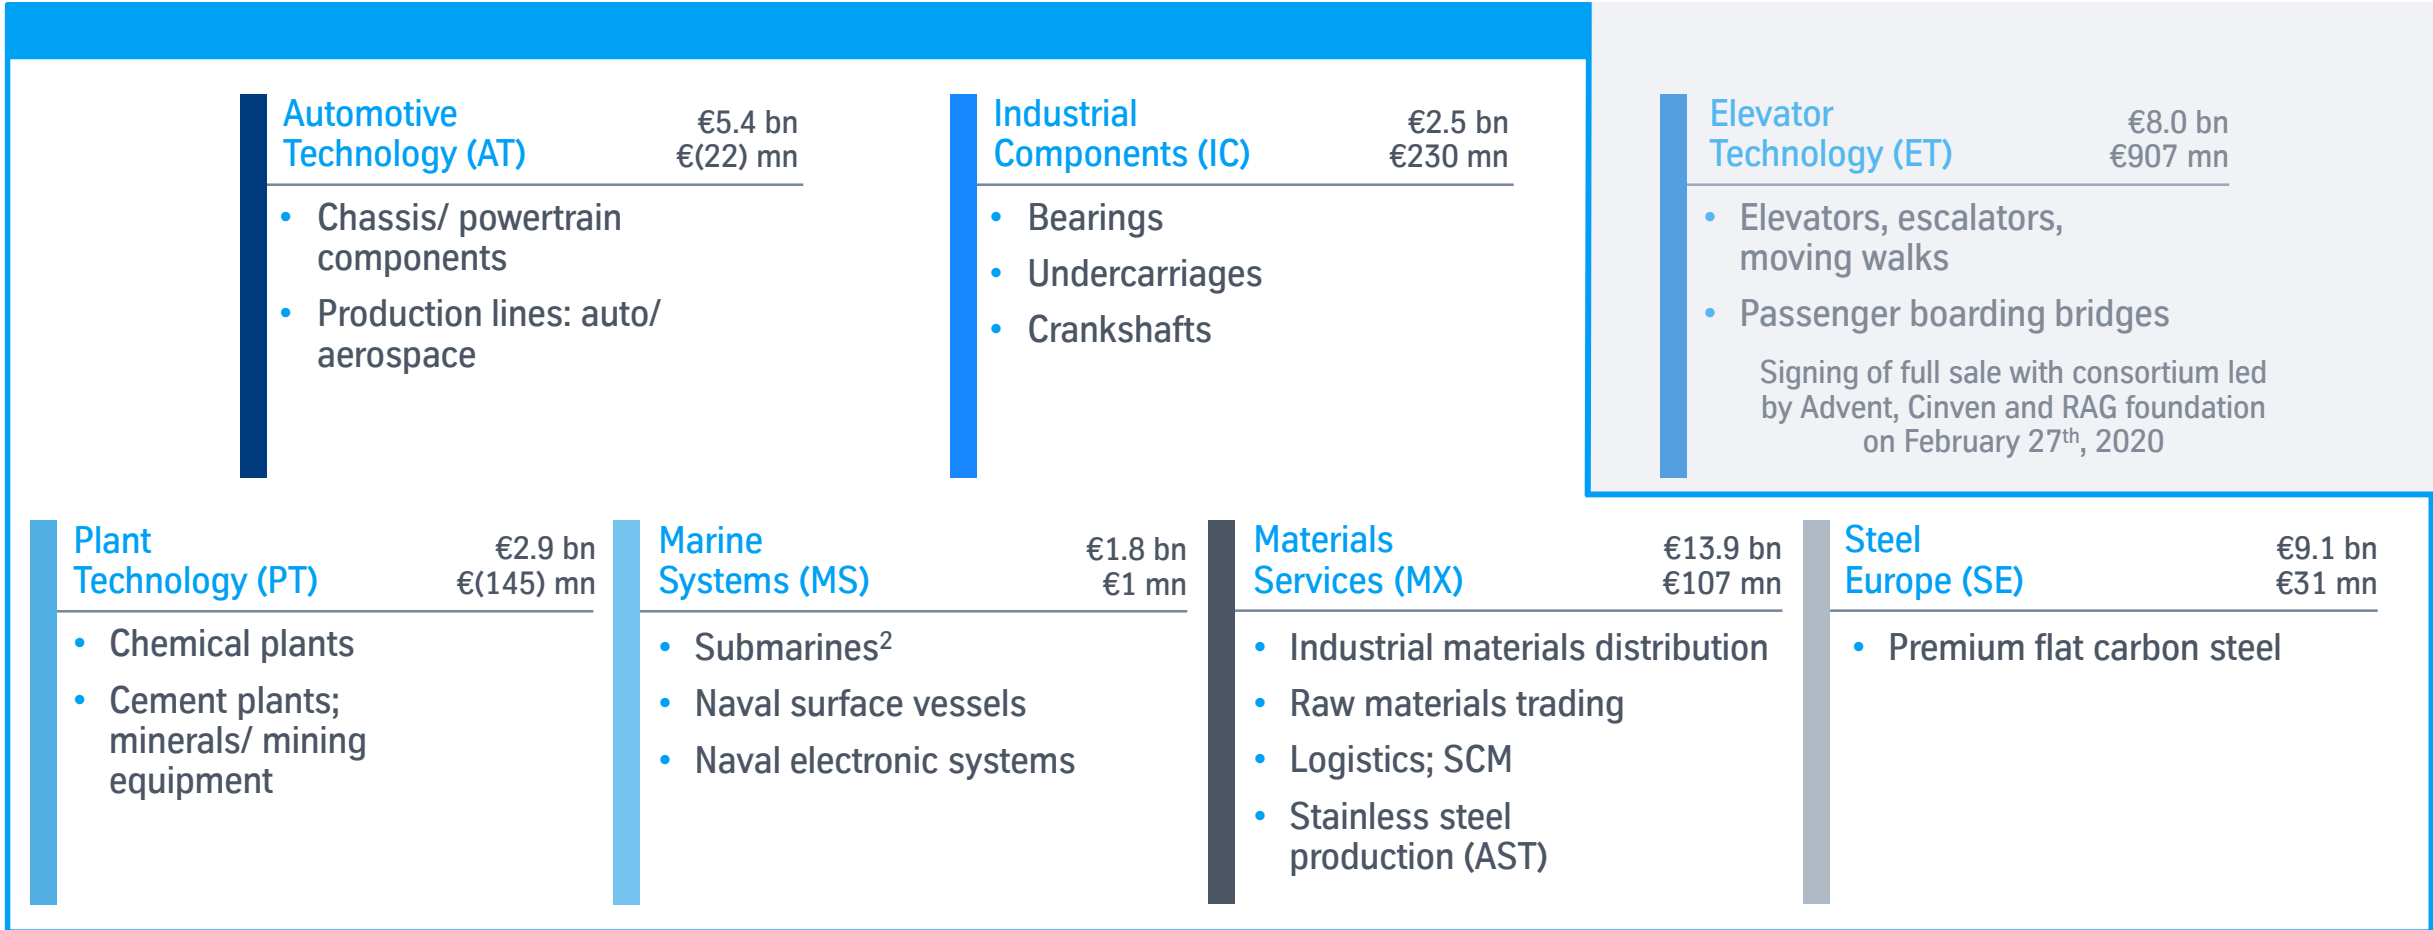 Automotive
Technology (AT)
€5.4 bn
€(22) mn
• Chassis/ powertrain
components
• Production lines: auto/
aerospace
Industrial
Components (IC)
€2.5 bn
€230 mn
• Bearings
• Undercarriages
• Crankshafts
Elevator
Technology (ET)
€8.0 bn
€907 mn
• Elevators, escalators,
moving walks
• Passenger boarding bridges
Signing of full sale with consortium led
by Advent, Cinven and RAG foundation
on February 27th, 2020
Plant
Technology (PT)
€2.9 bn
€(145) mn
• Chemical plants
• Cement plants;
minerals/ mining
equipment
Marine
Systems (MS)
€1.8 bn
€1 mn
• Submarines²
• Naval surface vessels
• Naval electronic systems
Materials
Services (MX)
€13.9 bn
€107 mn
• Industrial materials distribution
• Raw materials trading
• Logistics; SCM
• Stainless steel
production (AST)
Steel
Europe (SE)
€9.1 bn
€31 mn
• Premium flat carbon steel